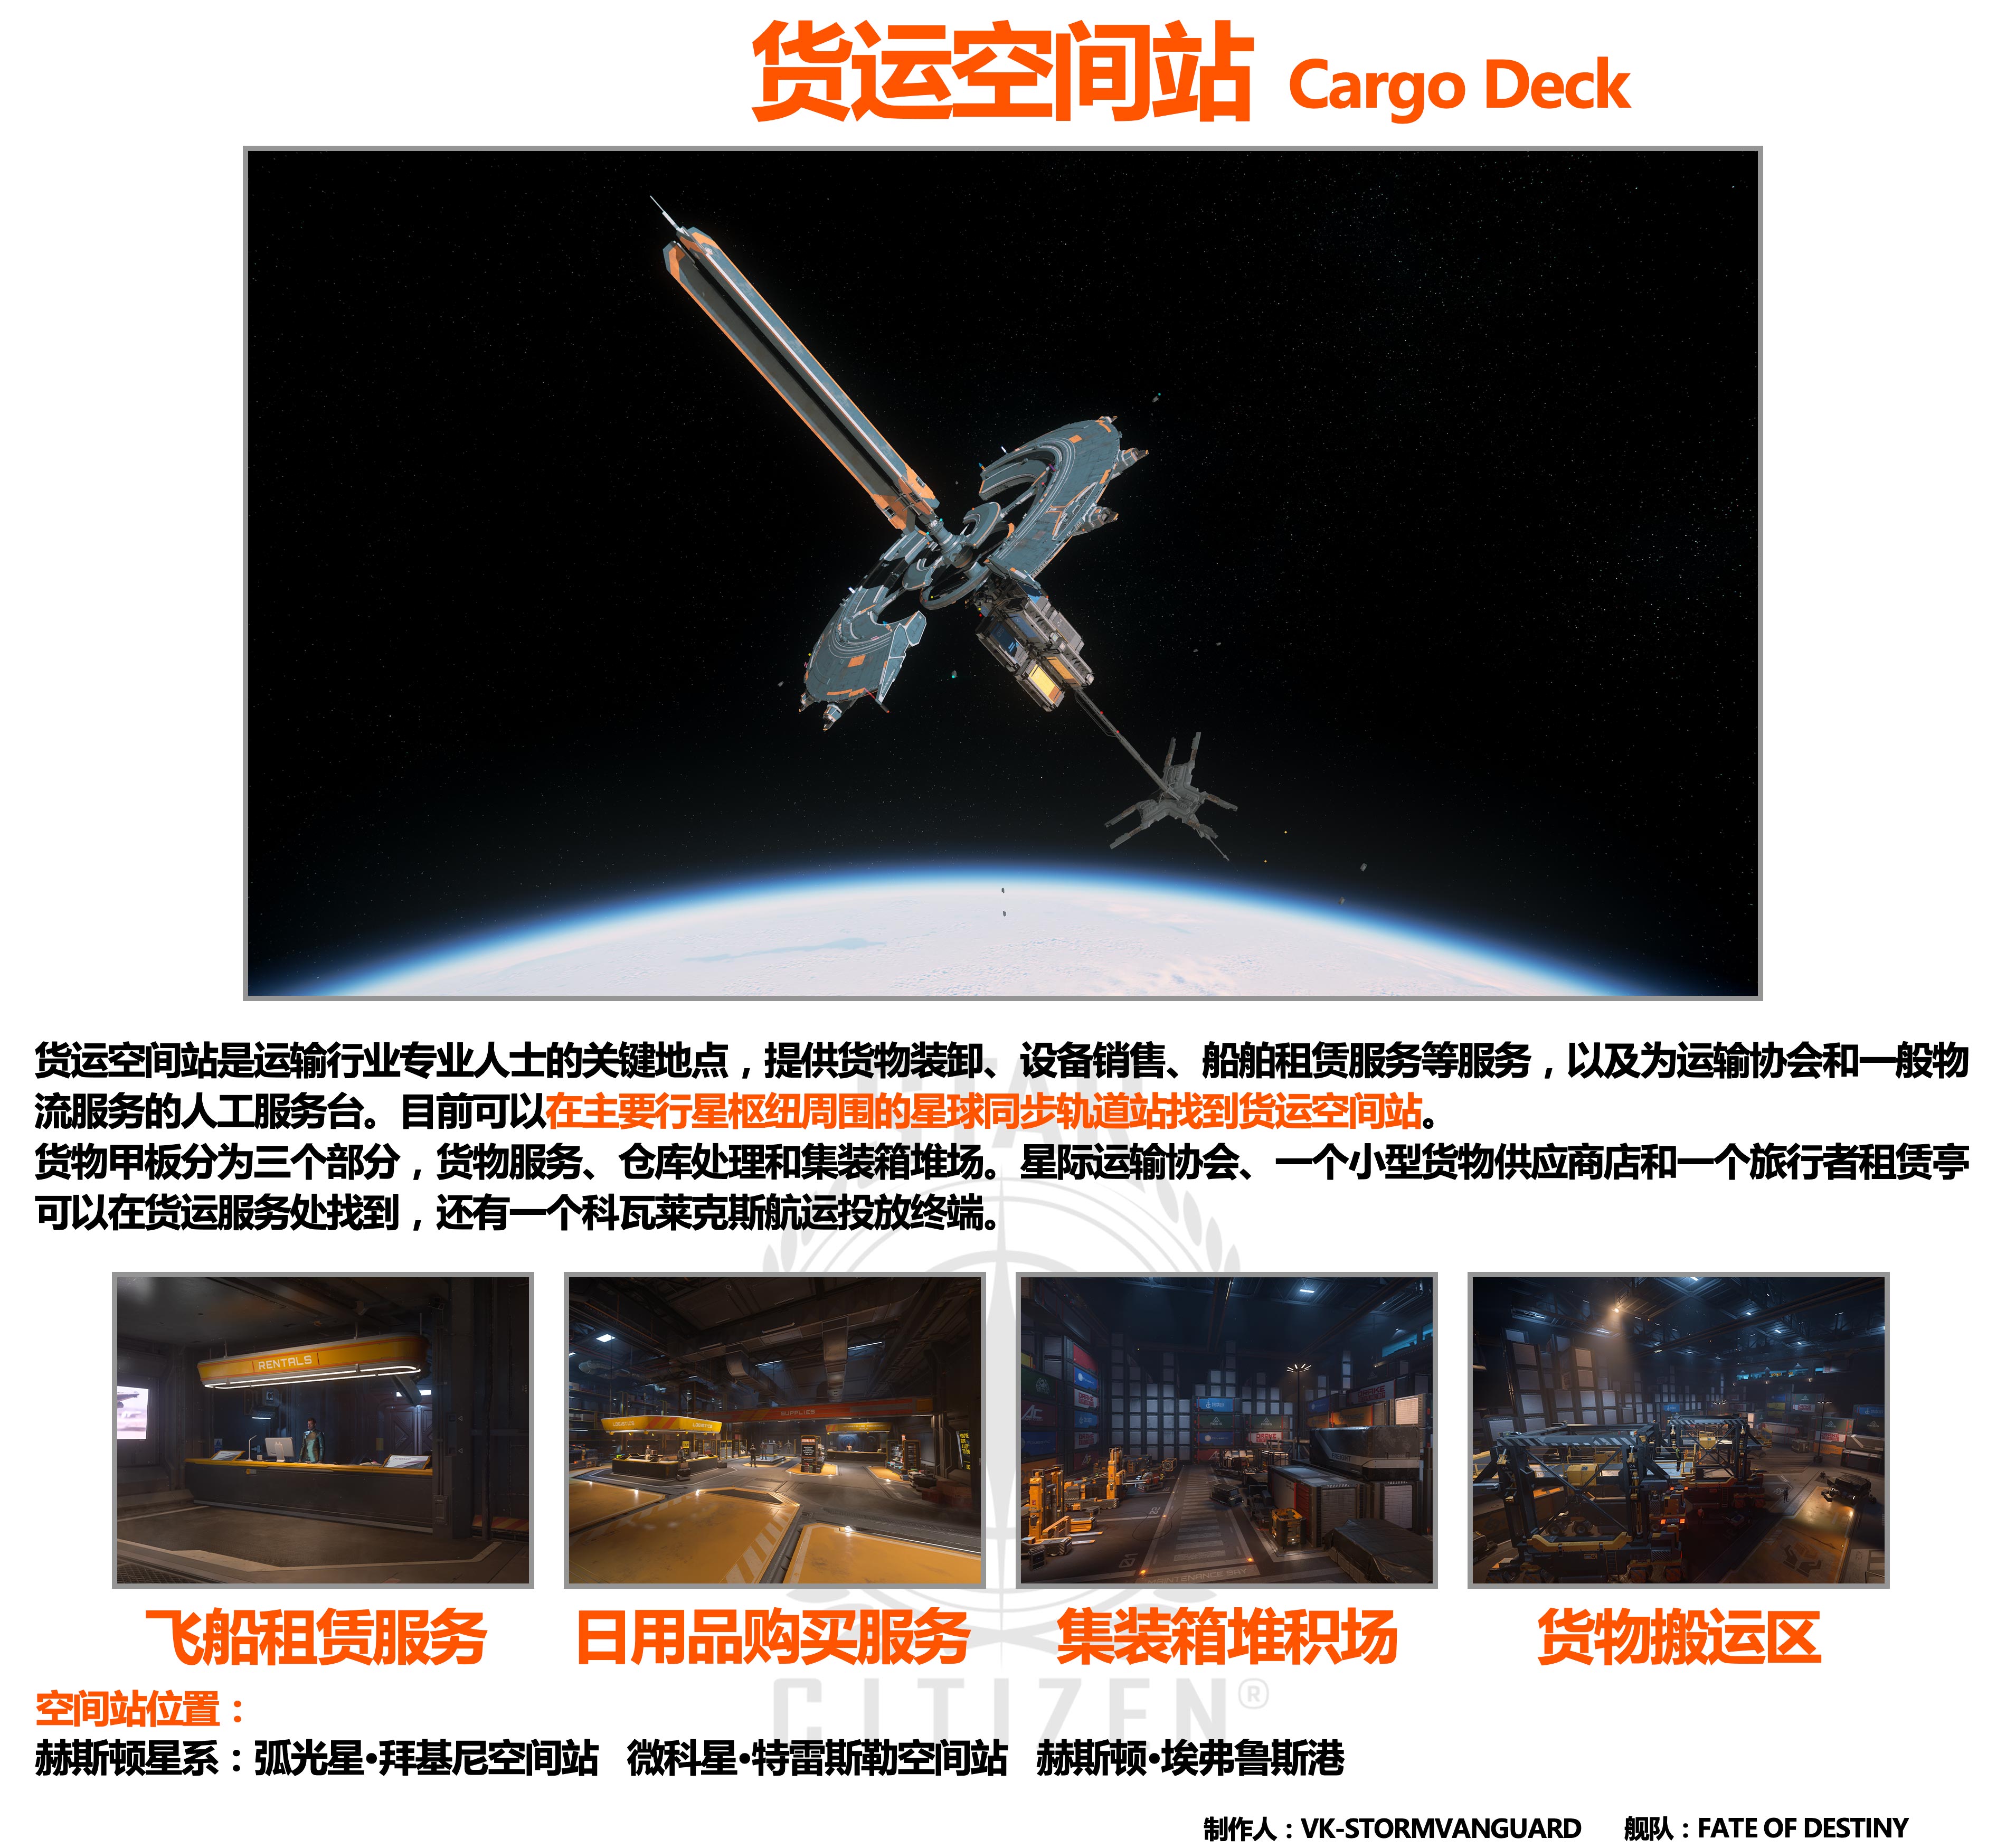 货运空间站 Cargo Deck
货运空间站是运输行业专业人士的关键地点，提供货物装卸、设备销售、船舶租赁服务等服务，以及为运输协会和一般物
流服务的人工服务台。目前可以在主要行星枢纽周围的星球同步轨道站找到货运空间站。
货物甲板分为三个部分，货物服务、仓库处理和集装箱堆场。星际运输协会、一个小型货物供应商店和一个旅行者租赁亭
可以在货运服务处找到，还有一个科瓦莱克斯航运投放终端。
STAR
RENTALS
SUPPLIES
飞船租赁服务 日用品购买服务 集装箱堆积场 货物搬运区
CITIZEN®
空间站位置：
赫斯顿星系：弧光星•拜基尼空间站 微科星•特雷斯勒空间站 赫斯顿•埃弗鲁斯港
制作人：VK-STORMVANGUARD 舰队：FATE OF DESTINY